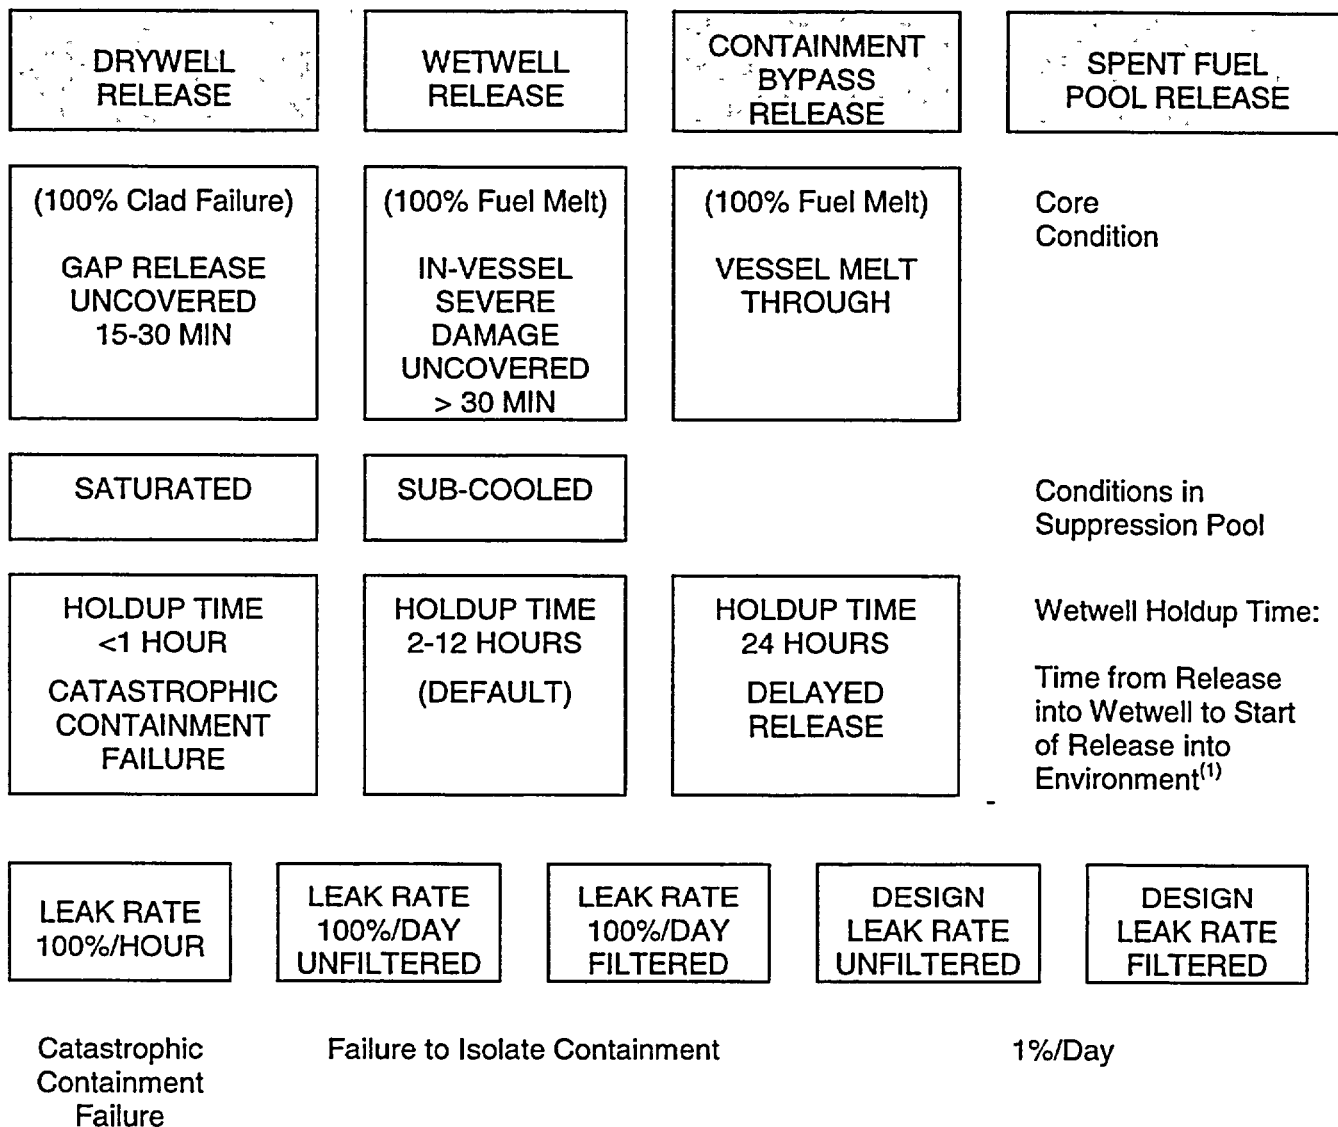 DRYWELL
RELEASE
WETWELL
RELEASE
CONTAINMENT
BYPASS
RELEASE
SPENT FUEL
POOL RELEASE
(100% Clad Failure)
GAP RELEASE
UNCOVERED
15-30 MIN
(100% Fuel Melt)
IN-VESSEL
SEVERE
DAMAGE
UNCOVERED
> 30 MIN
(100% Fuel Melt)
VESSEL MELT
THROUGH
Core
Condition
SATURATED
SUB-COOLED
Conditions in
Suppression Pool
HOLDUP TIME
<1 HOUR
CATASTROPHIC
CONTAINMENT
FAILURE
HOLDUP TIME
2-12 HOURS
(DEFAULT)
HOLDUP TIME
24 HOURS
DELAYED
RELEASE
Wetwell Holdup Time:
Time from Release
into Wetwell to Start
of Release into
Environment(1)
LEAK RATE
100%/HOUR
LEAK RATE
100%/DAY
UNFILTERED
LEAK RATE
100%/DAY
FILTERED
DESIGN
LEAK RATE
UNFILTERED
DESIGN
LEAK RATE
FILTERED
Catastrophic
Containment
Failure
Failure to Isolate Containment
1%/Day